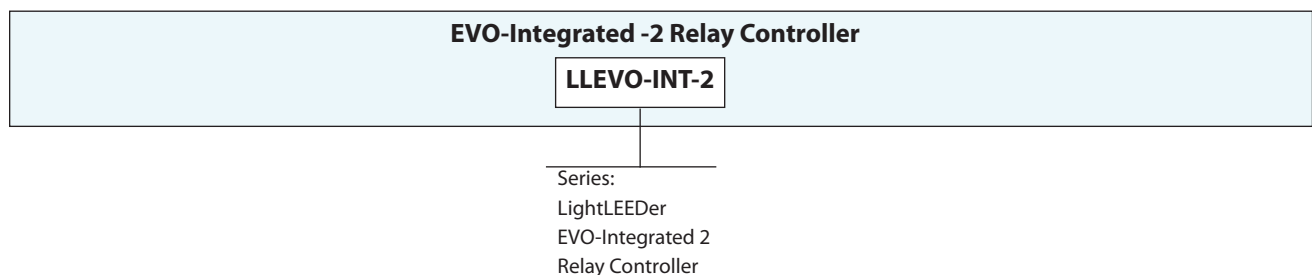 EVO-Integrated -2 Relay Controller
LLEVO-INT-2
Series:
LightLEEDer
EVO-Integrated 2
Relay Controller